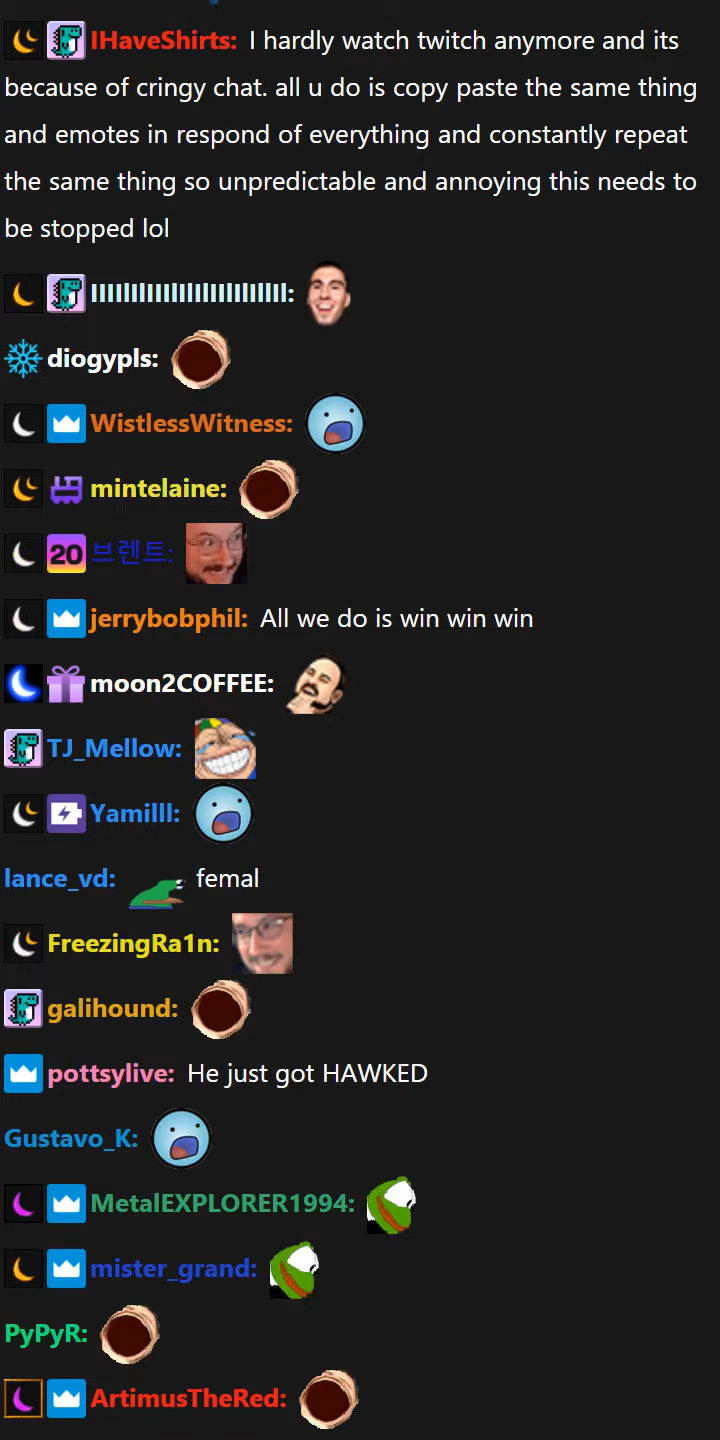 IHaveShirts: I hardly watch twitch anymore and its
because of cringy chat. all u do is copy paste the same thing
and emotes in respond of everything and constantly repeat
the same thing so unpredictable and annoying this needs to
be stopped lol
diogypls:
WistlessWitness:
mintelaine:
20 브렌트:
jerrybobphil: All we do is win win win
moon2COFFEE:
TJ_Mellow:
Yamilll:
lance_vd: femal
FreezingRa1n:
galihound:
pottsylive: He just got HAWKED
Gustavo_K:
MetalEXPLORER1994:
mister_grand:
PyPyR:
ArtimusTheRed: